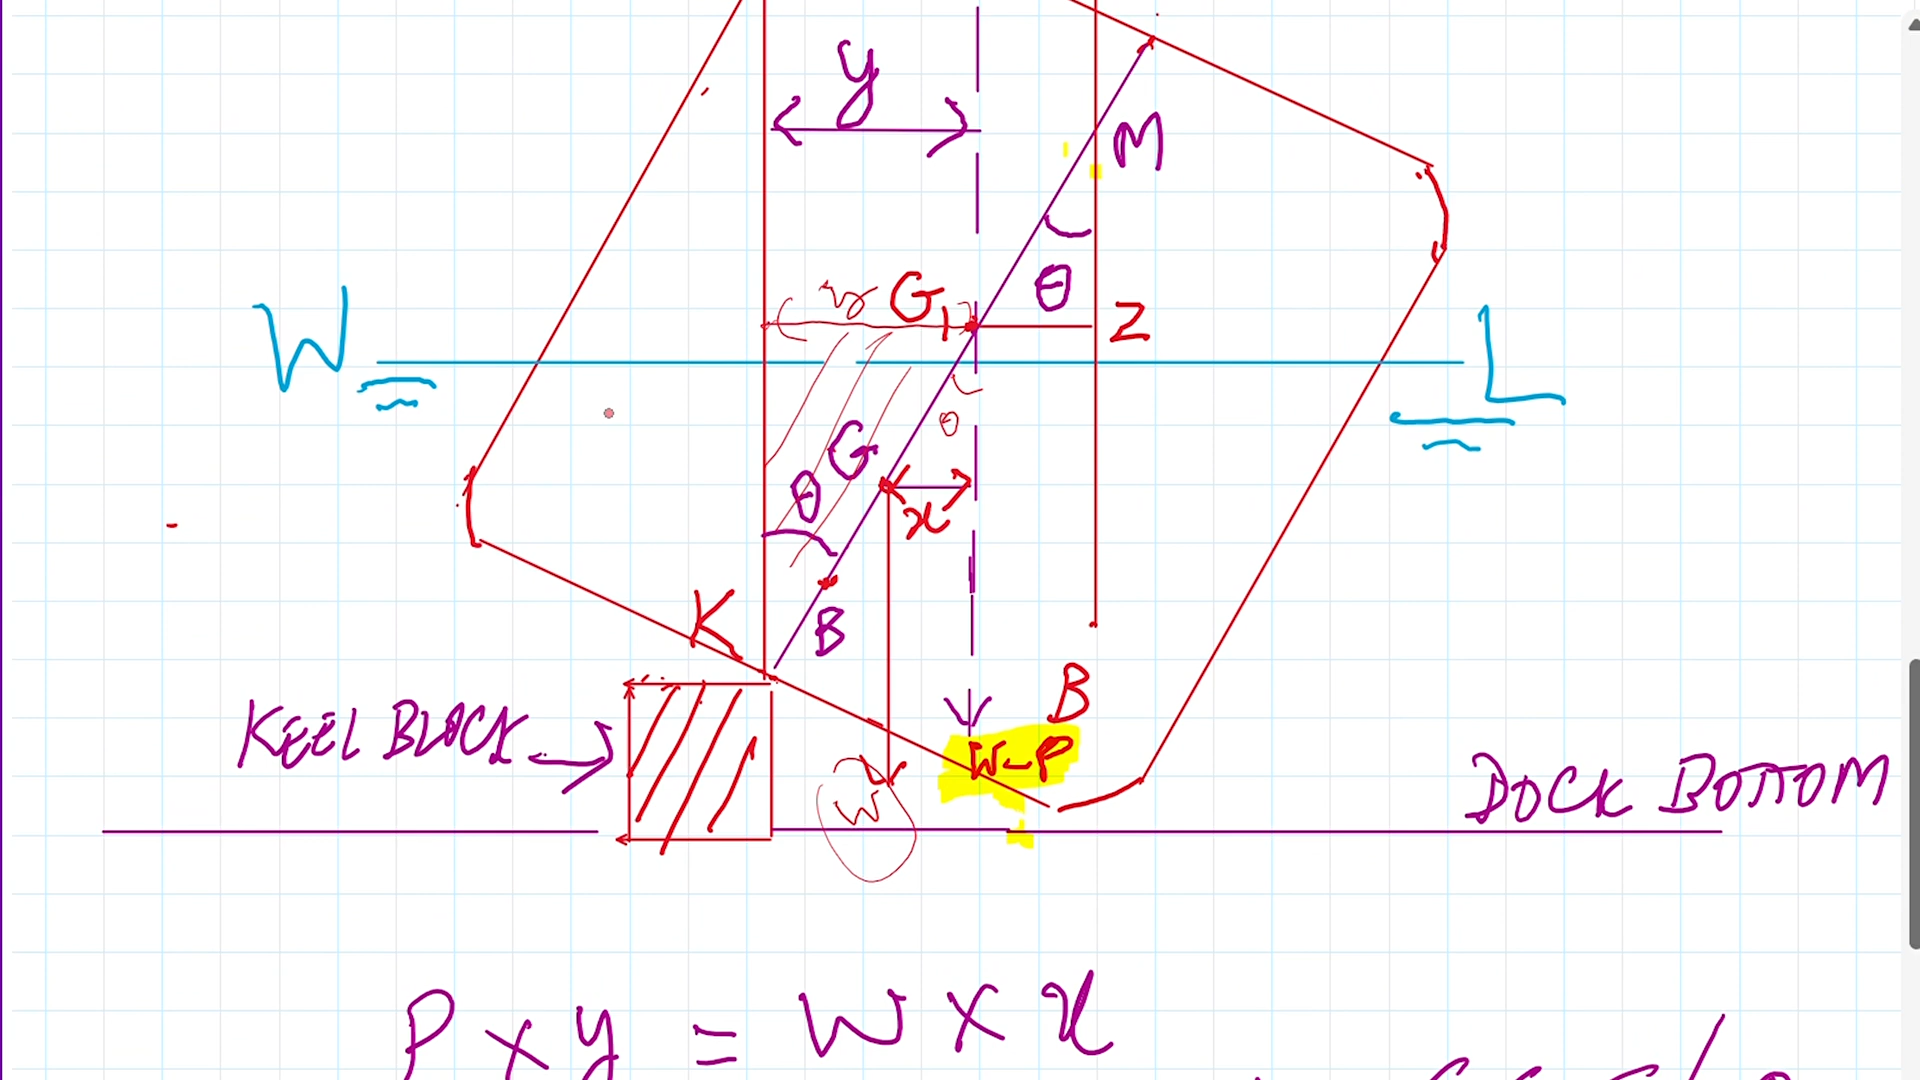 y
M
θ
y
G₁
Z
W
L
θ
G
θ
x
K
B
B
KEEL BLOCK
W-P
W
DOCK BOTTOM
P × y = W × x